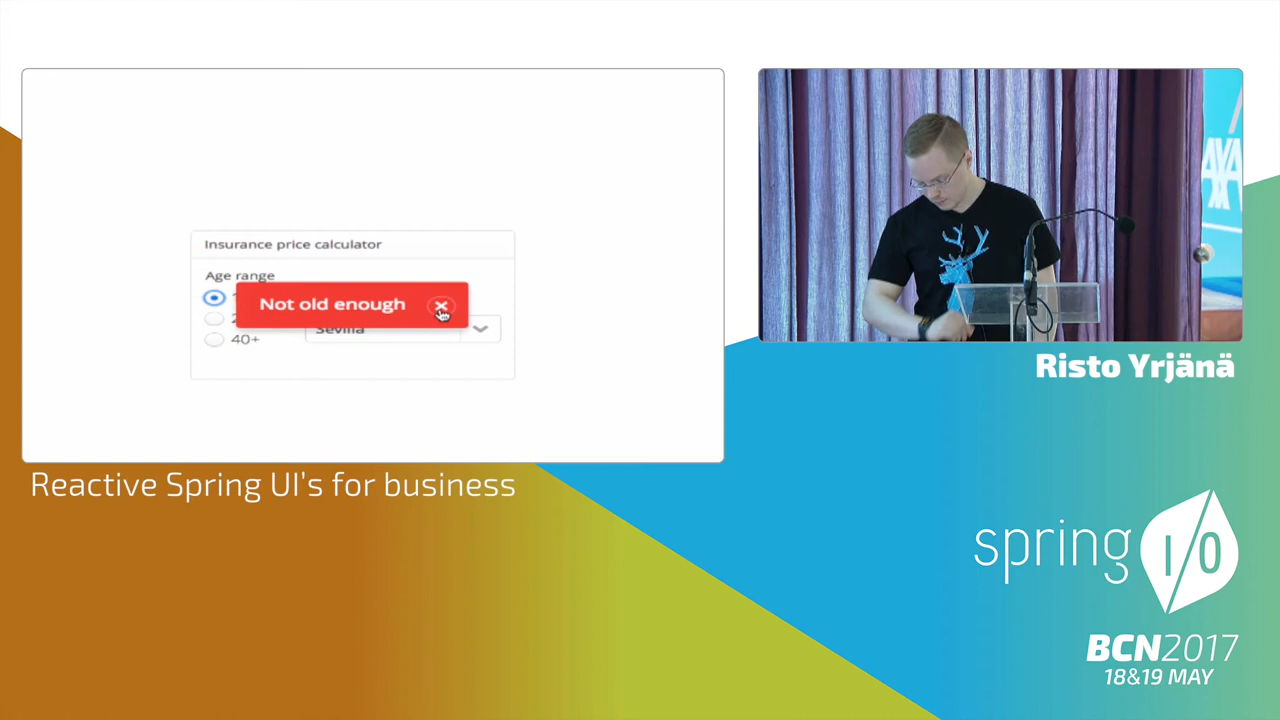 Insurance price calculator
Age range
Not old enough
Sevilla
40+
AXA
Risto Yrjänä
Reactive Spring UI's for business
spring I/O
BCN2017
18&19 MAY